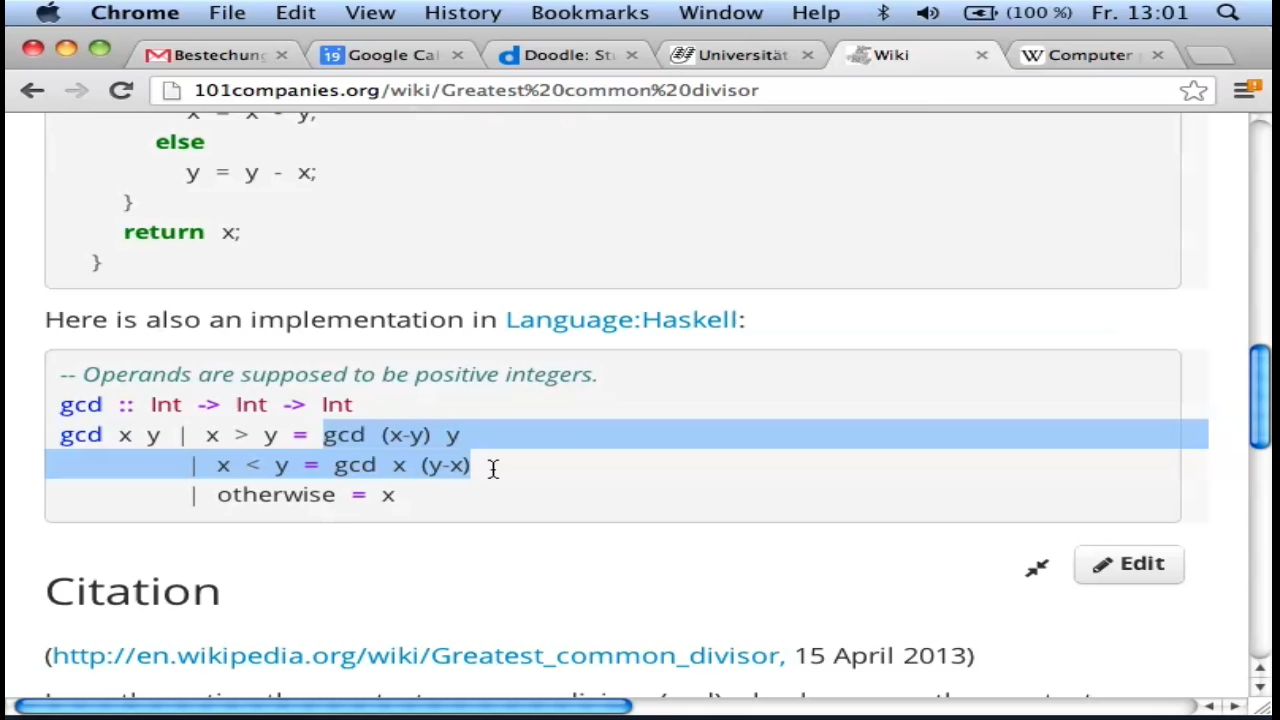 Chrome File Edit View History Bookmarks Window Help (100 %) Fr. 13:01
Bestechung Google Cal Doodle: Stu Universität Wiki Computer
101companies.org/wiki/Greatest%20common%20divisor
else
y = y - x;
}
return x;
}
Here is also an implementation in Language:Haskell:
-- Operands are supposed to be positive integers.
gcd :: Int -> Int -> Int
gcd x y | x > y = gcd (x-y) y
| x < y = gcd x (y-x)
| otherwise = x
Citation
Edit
(http://en.wikipedia.org/wiki/Greatest_common_divisor, 15 April 2013)